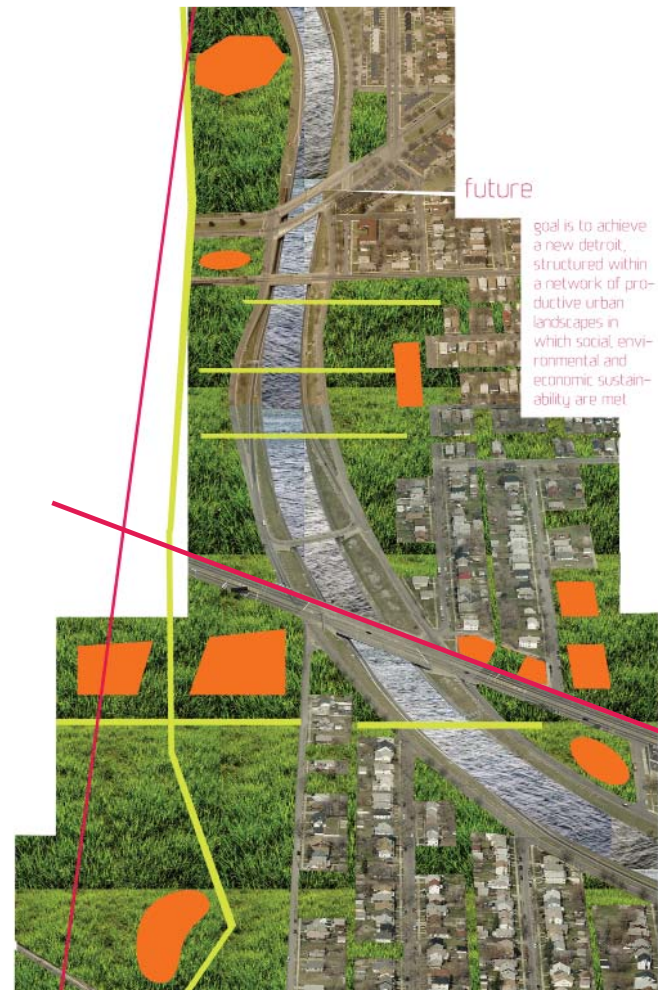 future
goal is to achieve
a new detroit,
structured within
a network of pro-
ductive urban
landscapes in
which social, envi-
ronmental and
economic sustain-
ability are met